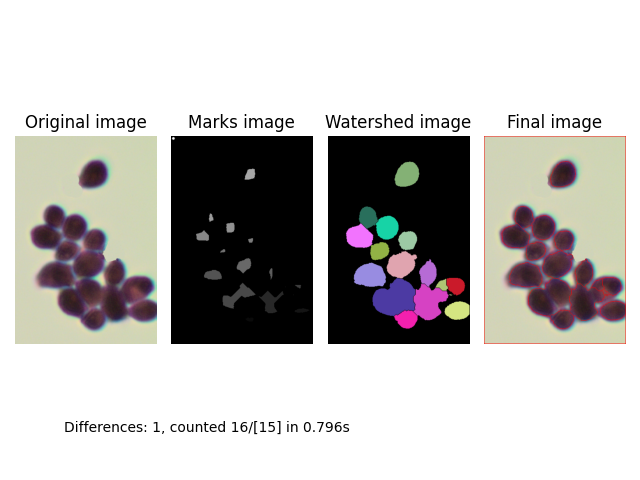 Original image
Marks image
Watershed image
Final image
Differences: 1, counted 16/[15] in 0.796s